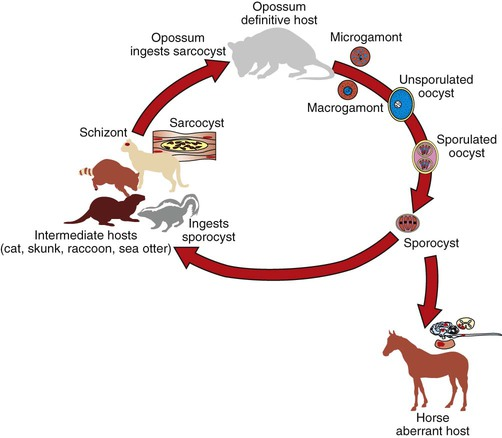 Opossum
definitive host
Opossum
ingests sarcocyst
Microgamont
Macrogamont
Unsporulated
oocyst
Sporulated
oocyst
Sporocyst
Schizont
Sarcocyst
Ingests
sporocyst
Intermediate hosts
(cat, skunk, raccoon, sea otter)
Horse
aberrant host